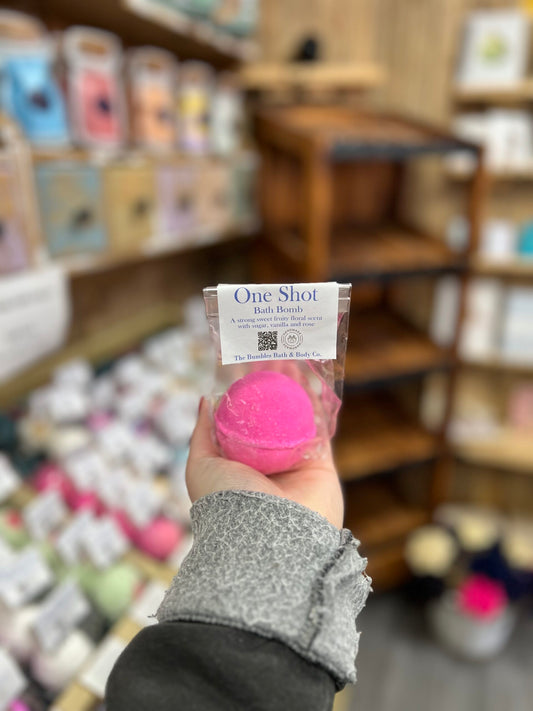 One Shot
Bath Bomb
A strong sweet fruity floral scent
with sugar, vanilla and rose
The Bumbles Bath & Body Co.